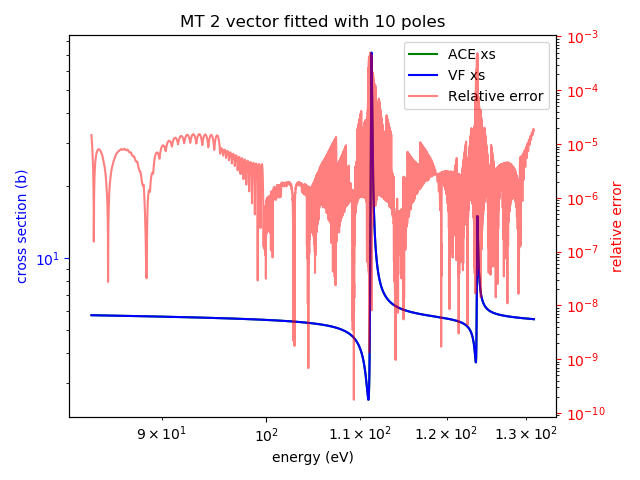 MT 2 vector fitted with 10 poles
ACE xs
VF xs
Relative error
cross section (b)
10¹
relative error
10⁻³
10⁻⁴
10⁻⁵
10⁻⁶
10⁻⁷
10⁻⁸
10⁻⁹
10⁻¹⁰
9 × 10¹
10²
1.1 × 10²
1.2 × 10²
1.3 × 10²
energy (eV)